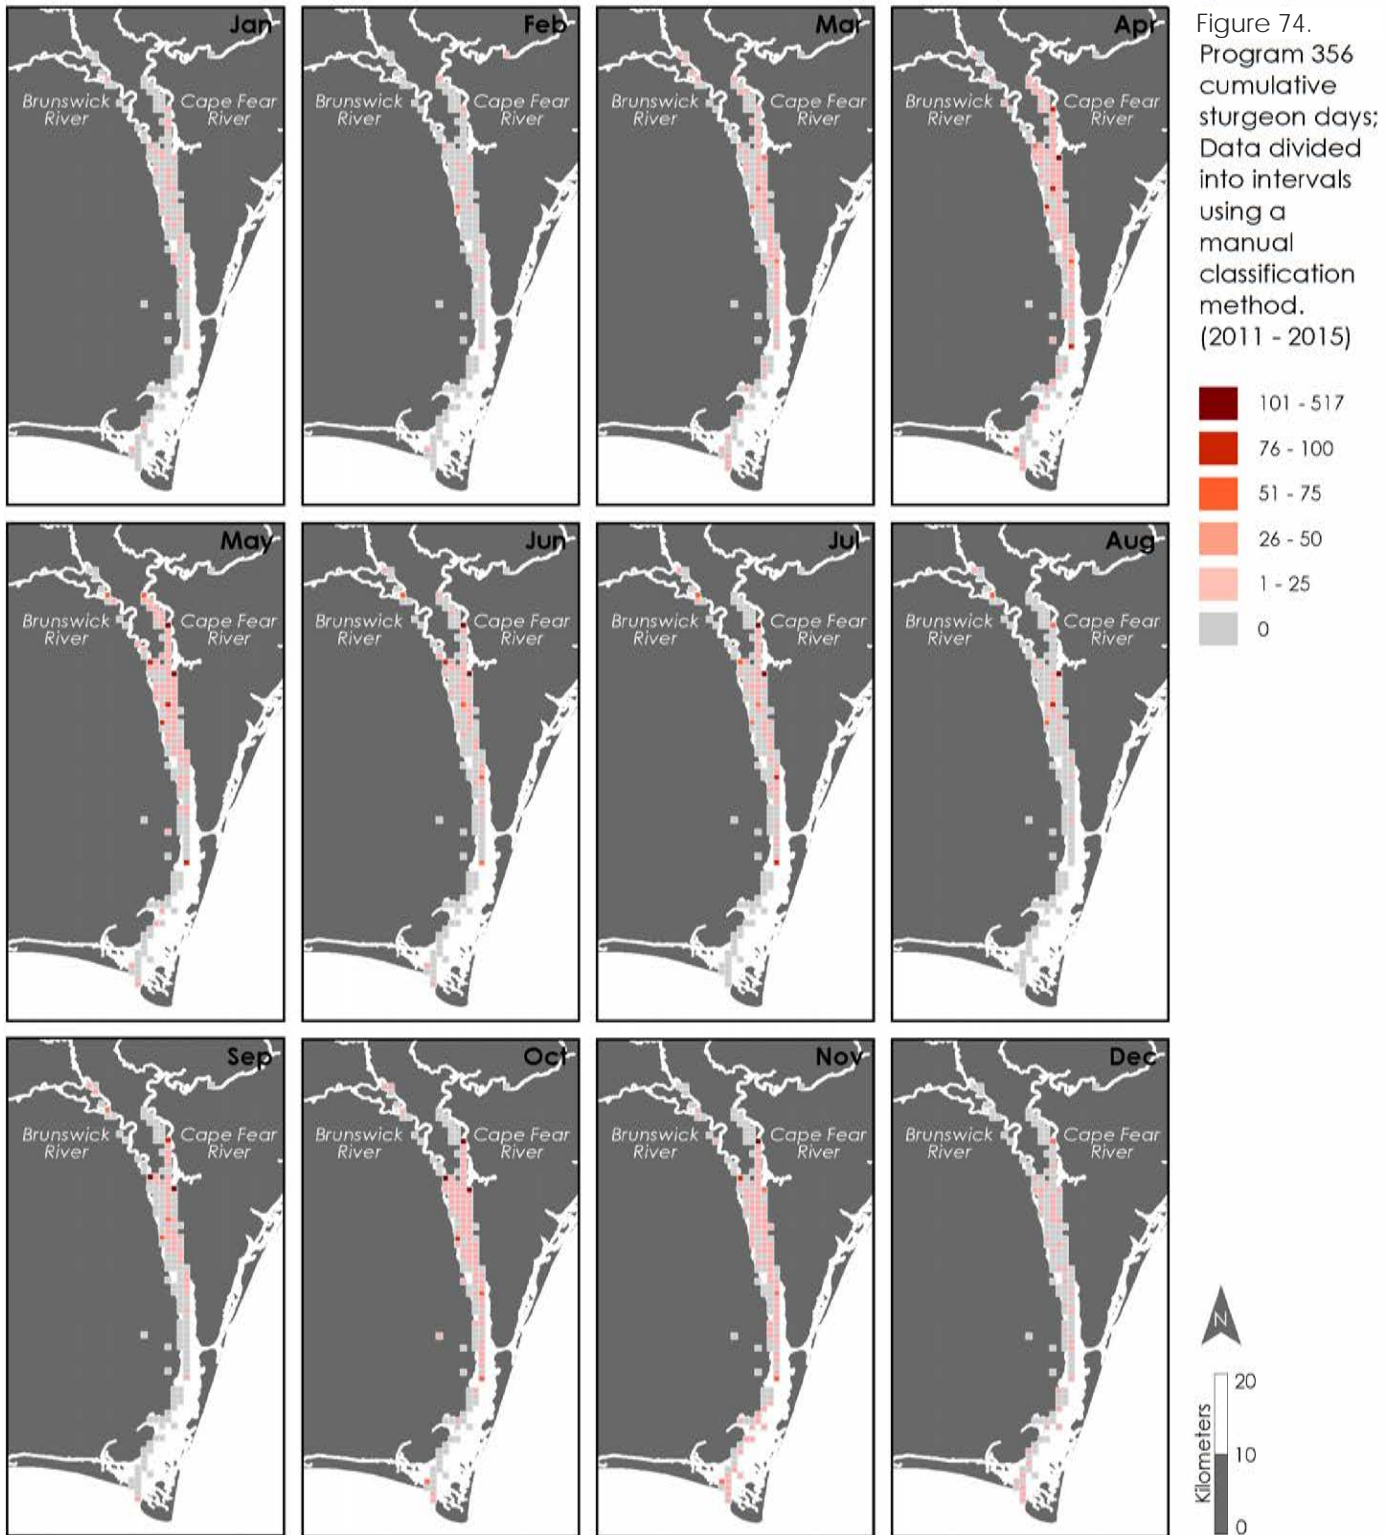 Jan
Brunswick
River
Cape Fear
River
Feb
Brunswick
River
Cape Fear
River
Mar
Brunswick
River
Cape Fear
River
Apr
Brunswick
River
Cape Fear
River
Figure 74.
Program 356
cumulative
sturgeon days;
Data divided
into intervals
using a
manual
classification
method.
(2011 - 2015)
101 - 517
76 - 100
51 - 75
26 - 50
1 - 25
0
May
Brunswick
River
Cape Fear
River
Jun
Brunswick
River
Cape Fear
River
Jul
Brunswick
River
Cape Fear
River
Aug
Brunswick
River
Cape Fear
River
Sep
Brunswick
River
Cape Fear
River
Oct
Brunswick
River
Cape Fear
River
Nov
Brunswick
River
Cape Fear
River
Dec
Brunswick
River
Cape Fear
River
N
Kilometers
20
10
0